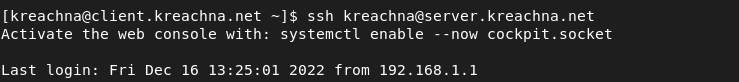 [kreachna@client.kreachna.net ~]$ ssh kreachna@server.kreachna.net
Activate the web console with: systemctl enable --now cockpit.socket

Last login: Fri Dec 16 13:25:01 2022 from 192.168.1.1